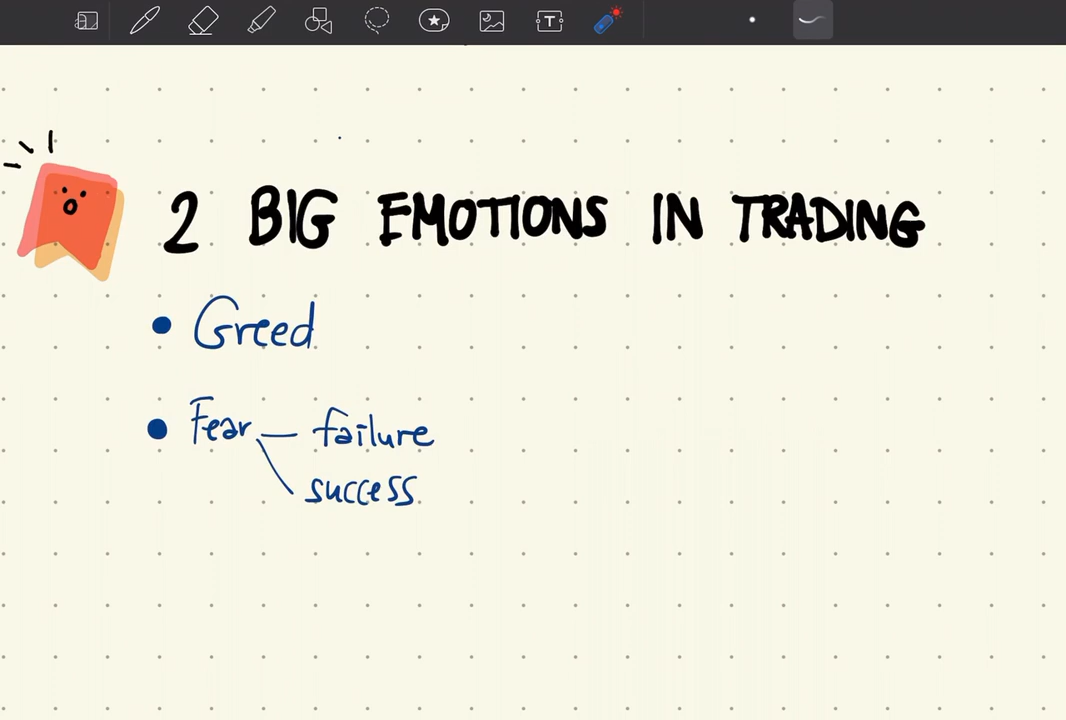 2 BIG EMOTIONS IN TRADING
• Greed
• Fear — failure
success